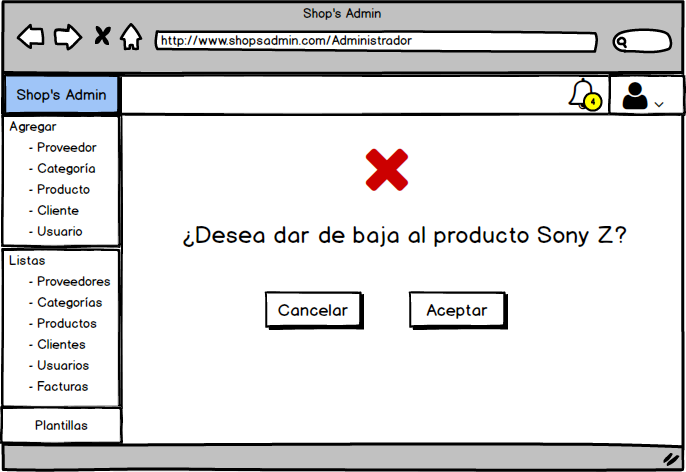 Shop's Admin
http://www.shopsadmin.com/Administrador
Shop's Admin
4
Agregar
- Proveedor
- Categoría
- Producto
- Cliente
- Usuario
Listas
- Proveedores
- Categorías
- Productos
- Clientes
- Usuarios
- Facturas
Plantillas
¿Desea dar de baja al producto Sony Z?
Cancelar
Aceptar